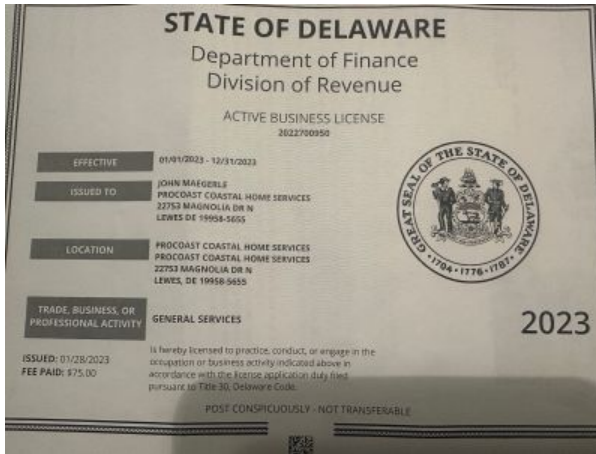 STATE OF DELAWARE
Department of Finance
Division of Revenue
ACTIVE BUSINESS LICENSE
2022700950
EFFECTIVE
01/01/2023 - 12/31/2023
ISSUED TO
JOHN MAEGERLE
PROCOAST COASTAL HOME SERVICES
22753 MAGNOLIA DR N
LEWES DE 19958-5655
LOCATION
PROCOAST COASTAL HOME SERVICES
PROCOAST COASTAL HOME SERVICES
22753 MAGNOLIA DR N
LEWES, DE 19958-5655
GREAT SEAL OF THE STATE OF DELAWARE
1704 • 1776 • 1787
TRADE, BUSINESS, OR
PROFESSIONAL ACTIVITY
GENERAL SERVICES
2023
ISSUED: 01/28/2023
FEE PAID: $75.00
is hereby licensed to practice, conduct, or engage in the
occupation or business activity indicated above in
accordance with the license application duly filed
pursuant to Title 30, Delaware Code.
POST CONSPICUOUSLY - NOT TRANSFERABLE